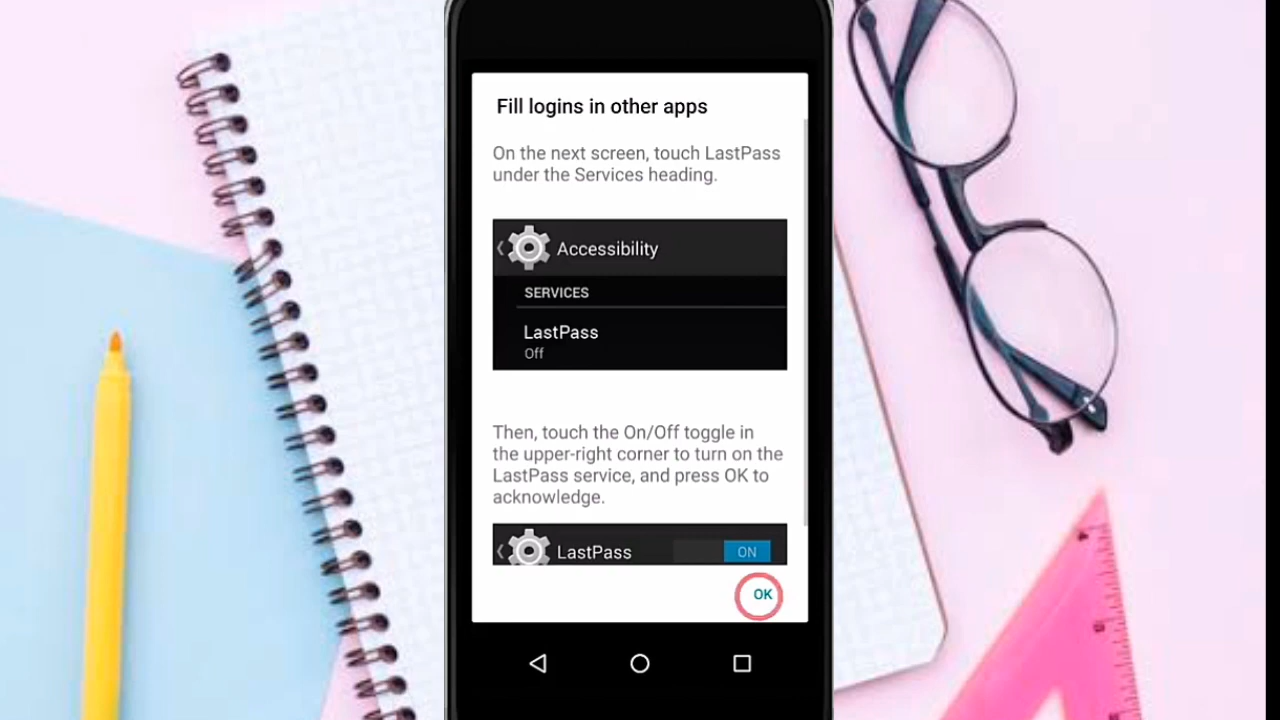 Fill logins in other apps
On the next screen, touch LastPass
under the Services heading.
Accessibility
SERVICES
LastPass
Off
Then, touch the On/Off toggle in
the upper-right corner to turn on the
LastPass service, and press OK to
acknowledge.
LastPass ON
OK